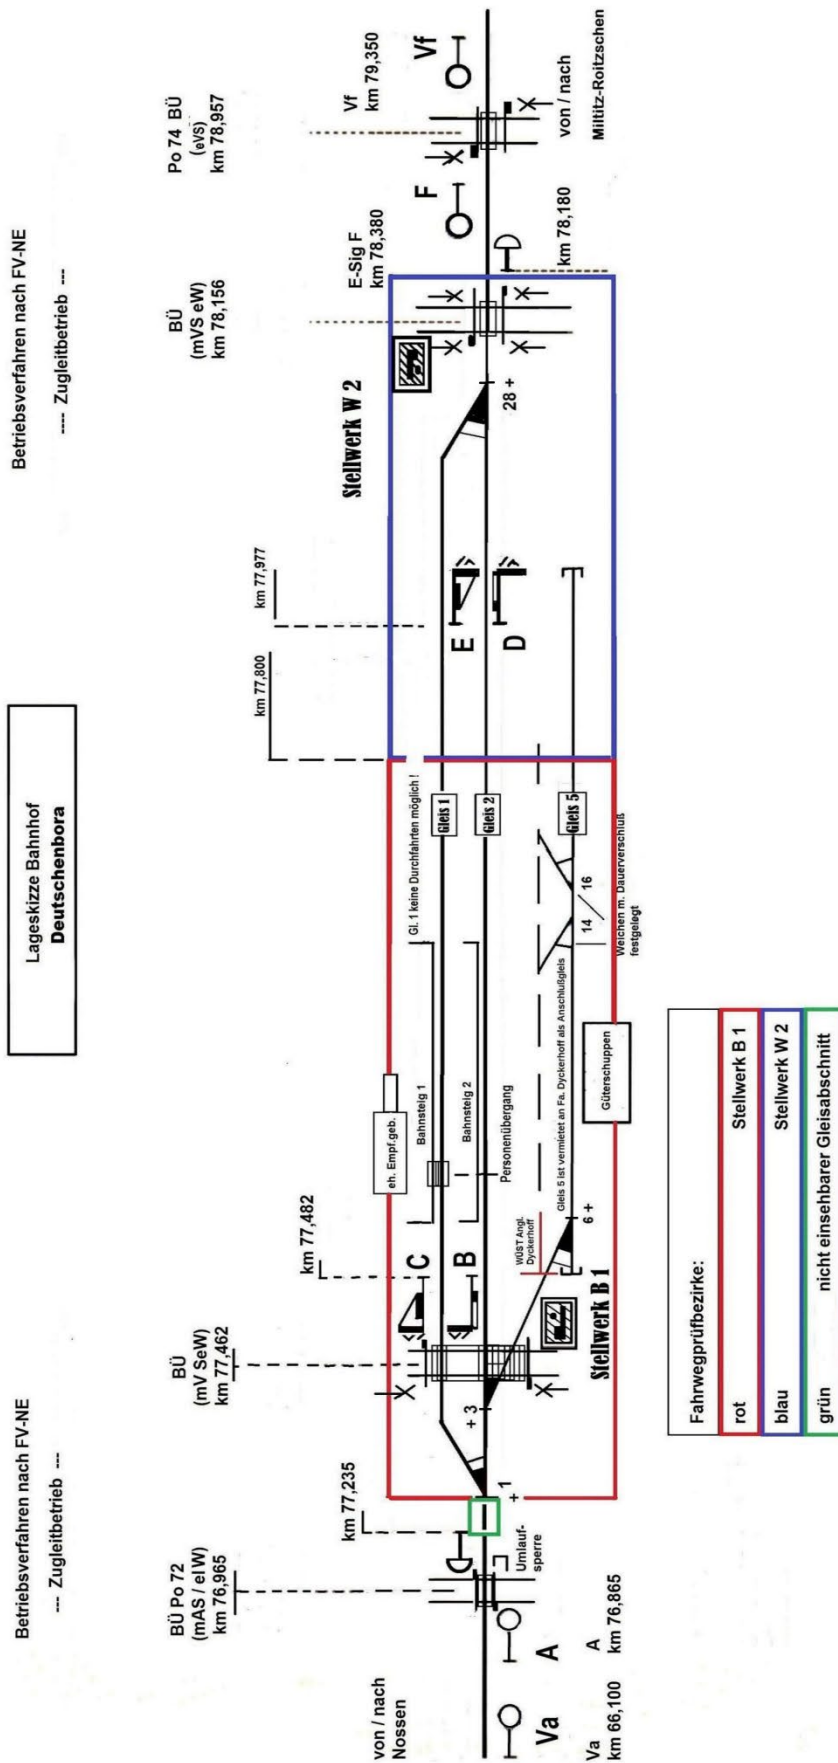 Lageskizze Bahnhof
Deutschenbora
Betriebsverfahren nach FV-NE
--- Zugleitbetrieb ---
Betriebsverfahren nach FV-NE
---- Zugleitbetrieb ---
BÜ Po 72
(mAS / elW)
km 76,965
BÜ
(mV SeW)
km 77,462
BÜ
(mVS eW)
km 78,156
Po 74 BÜ
(eVS)
km 78,957
km 77,235
km 77,482
km 77,800
km 77,977
E-Sig F
km 78,380
Vf
km 79,350
Stellwerk W 2
eh. Empf.geb.
Gl. 1 keine Durchfahrten möglich !
C
Bahnsteig 1
Gleis 1
E
F
Vf
B
Bahnsteig 2
Gleis 2
D
von / nach
Nossen
+ 1
+ 3
28 +
Personenübergang
Umlauf-
sperre
km 78,180
von / nach
Miltitz-Roitzschen
Va
A
WÜST Angl.
Dyckerhoff
6 +
Gleis 5 ist vermietet an Fa. Dyckerhoff als Anschlußgleis
14
16
Gleis 5
Stellwerk B 1
Güterschuppen
Weichen m. Dauerverschluß
festgelegt
Va
km 66,100
A
km 76,865
Fahrwegprüfbezirke:
rot Stellwerk B 1
blau Stellwerk W 2
grün nicht einsehbarer Gleisabschnitt